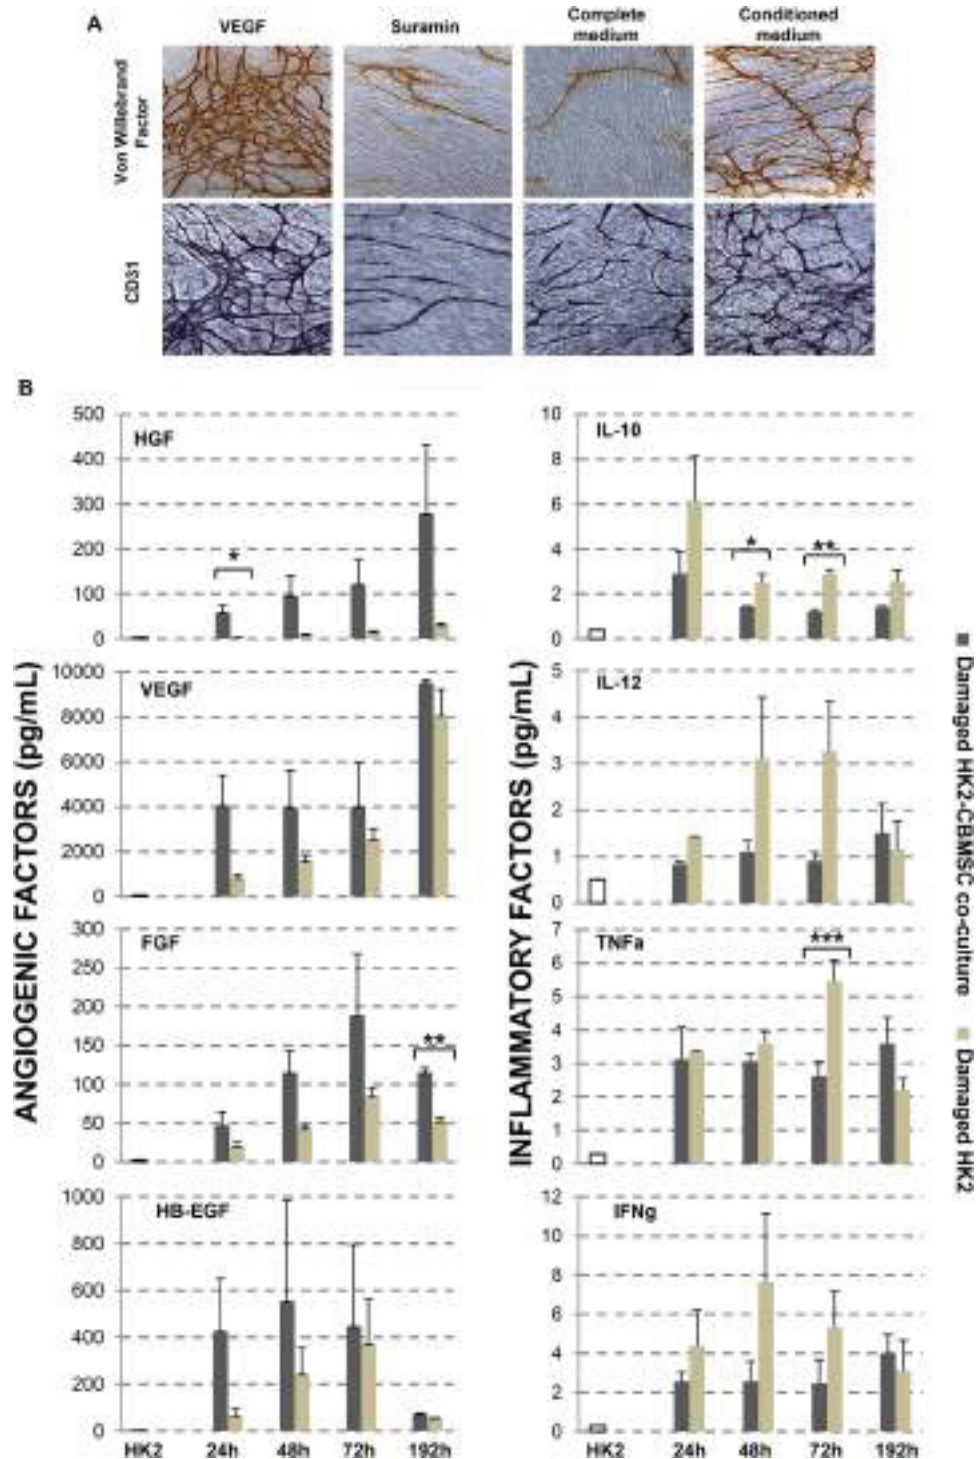 A
VEGF
Suramin
Complete medium
Conditioned medium
Von Willebrand Factor
CD31
B
ANGIOGENIC FACTORS (pg/mL)
HGF
500
400
300
200
100
0
*
VEGF
10000
8000
6000
4000
2000
0
FGF
300
250
200
150
100
50
0
**
HB-EGF
1000
800
600
400
200
0
HK2 24h 48h 72h 192h
INFLAMMATORY FACTORS (pg/mL)
IL-10
10
8
6
4
2
0
* **
IL-12
5
4
3
2
1
0
TNFa
7
6
5
4
3
2
1
0
***
IFNg
12
10
8
6
4
2
0
HK2 24h 48h 72h 192h
Damaged HK2-CBMSC co-culture
Damaged HK2